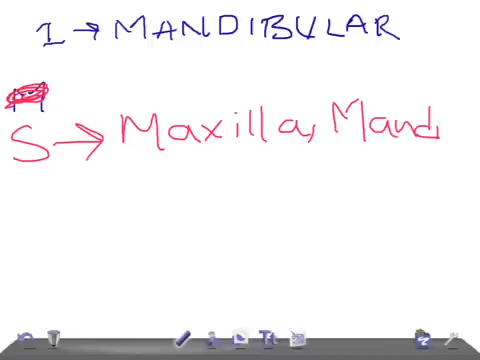 I → MANDIBULAR
S → Maxilla, Mand